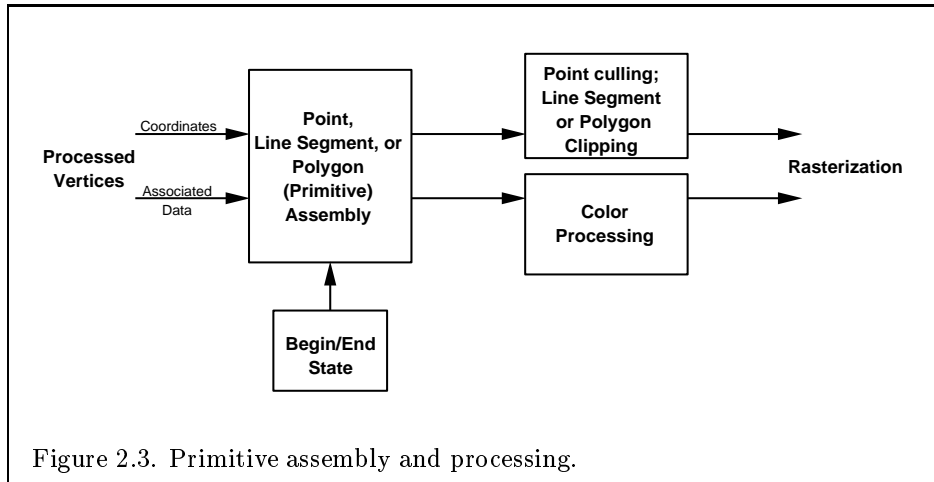 Processed
Vertices
Coordinates
Associated
Data
Point,
Line Segment, or
Polygon
(Primitive)
Assembly
Begin/End
State
Point culling;
Line Segment
or Polygon
Clipping
Color
Processing
Rasterization
Figure 2.3. Primitive assembly and processing.